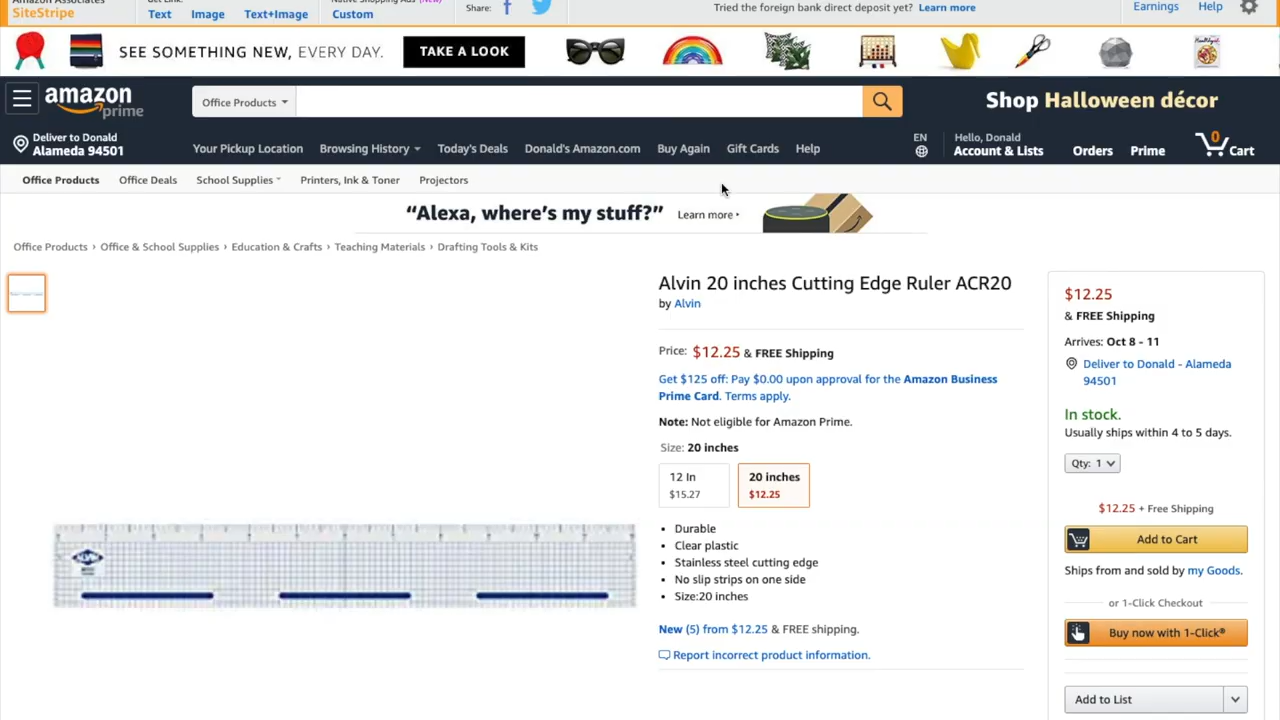 Amazon Associates
SiteStripe
Get Link:
Text
Image
Text+Image
Native Shopping Ads (New)
Custom
Share:
Tried the foreign bank direct deposit yet? Learn more
Earnings
Help
SEE SOMETHING NEW, EVERY DAY.
TAKE A LOOK
amazon
prime
Office Products
Shop Halloween décor
Deliver to Donald
Alameda 94501
Your Pickup Location
Browsing History
Today's Deals
Donald's Amazon.com
Buy Again
Gift Cards
Help
EN
Hello, Donald
Account & Lists
Orders
Prime
0
Cart
Office Products
Office Deals
School Supplies
Printers, Ink & Toner
Projectors
“Alexa, where’s my stuff?”
Learn more ›
Office Products › Office & School Supplies › Education & Crafts › Teaching Materials › Drafting Tools & Kits
Alvin 20 inches Cutting Edge Ruler ACR20
by Alvin
Price: $12.25 & FREE Shipping
Get $125 off: Pay $0.00 upon approval for the Amazon Business
Prime Card. Terms apply.
Note: Not eligible for Amazon Prime.
Size: 20 inches
12 In
$15.27
20 inches
$12.25
• Durable
• Clear plastic
• Stainless steel cutting edge
• No slip strips on one side
• Size:20 inches
New (5) from $12.25 & FREE shipping.
Report incorrect product information.
ALVIN
$12.25
& FREE Shipping
Arrives: Oct 8 - 11
Deliver to Donald - Alameda
94501
In stock.
Usually ships within 4 to 5 days.
Qty: 1
$12.25 + Free Shipping
Add to Cart
Ships from and sold by my Goods.
or 1-Click Checkout
Buy now with 1-Click®
Add to List